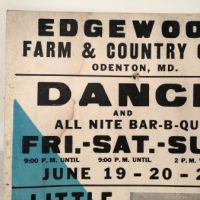 EDGEWOO
FARM & COUNTRY C
ODENTON, MD.
DANC
AND
ALL NITE BAR-B-QU
FRI.-SAT.-SU
9:00 P. M. UNTIL 9:00 P. M. UNTIL 2 P. M.
JUNE 19-20-2
LITTLE